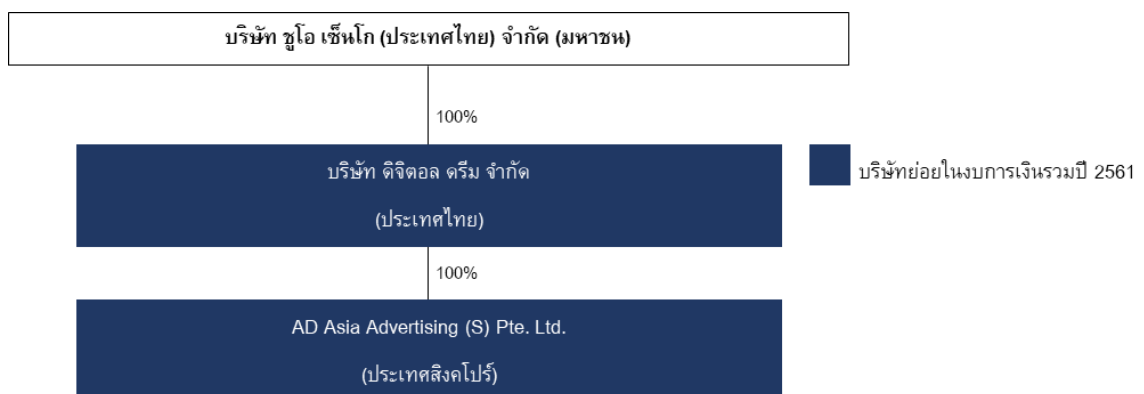 บริษัท ชูโอ เซ็นโก (ประเทศไทย) จำกัด (มหาชน)
100%
บริษัท ดิจิตอล ดรีม จำกัด
(ประเทศไทย)
บริษัทย่อยในงบการเงินรวมปี 2561
100%
AD Asia Advertising (S) Pte. Ltd.
(ประเทศสิงคโปร์)